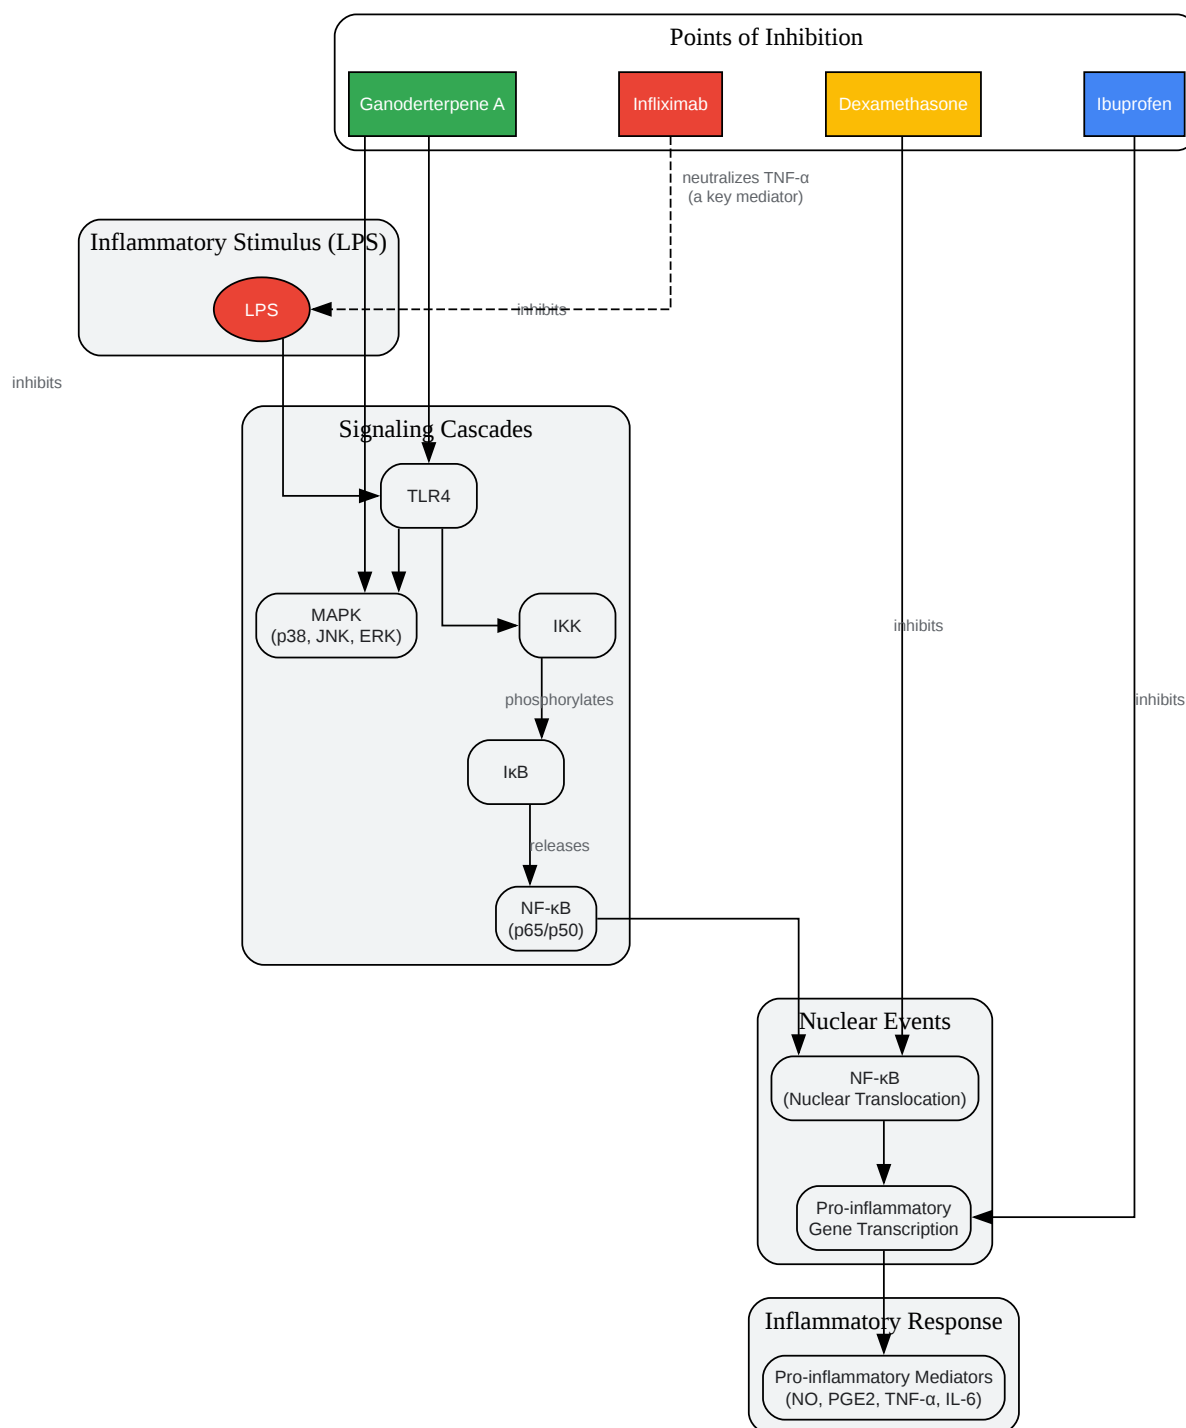 Points of Inhibition
Ganoderterpene A
Infliximab
Dexamethasone
Ibuprofen
neutralizes TNF-α
(a key mediator)
Inflammatory Stimulus (LPS)
LPS
inhibits
inhibits
Signaling Cascades
TLR4
MAPK
(p38, JNK, ERK)
IKK
inhibits
phosphorylates
inhibits
IκB
releases
NF-κB
(p65/p50)
Nuclear Events
NF-κB
(Nuclear Translocation)
Pro-inflammatory
Gene Transcription
Inflammatory Response
Pro-inflammatory Mediators
(NO, PGE2, TNF-α, IL-6)